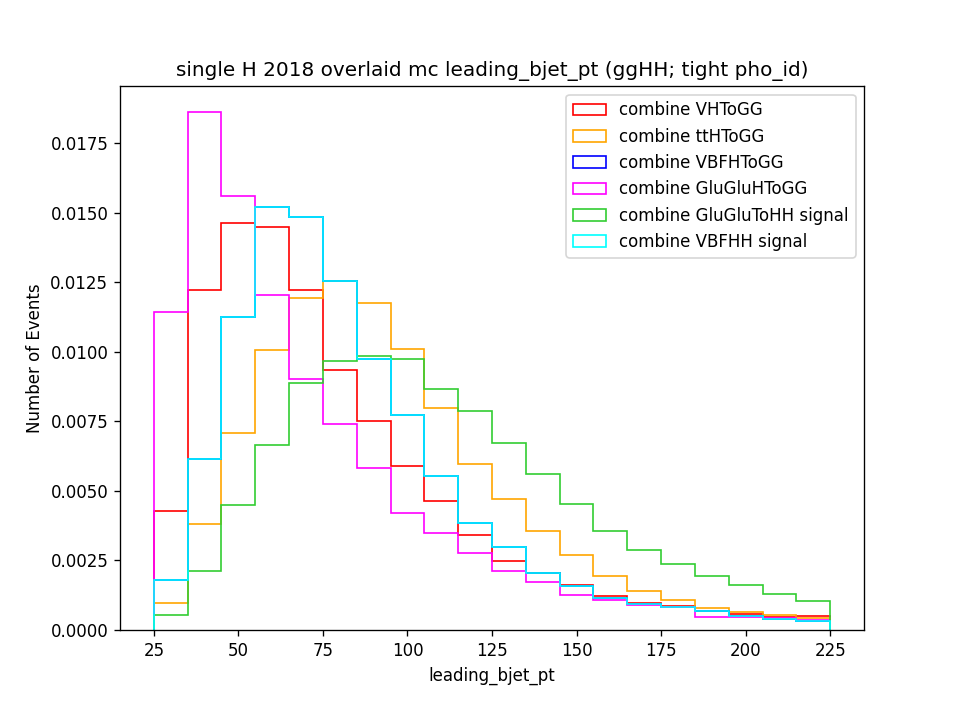 single H 2018 overlaid mc leading_bjet_pt (ggHH; tight pho_id)
combine VHToGG
combine ttHToGG
combine VBFHToGG
combine GluGluHToGG
combine GluGluToHH signal
combine VBFHH signal
Number of Events
0.0175
0.0150
0.0125
0.0100
0.0075
0.0050
0.0025
0.0000
25 50 75 100 125 150 175 200 225
leading_bjet_pt